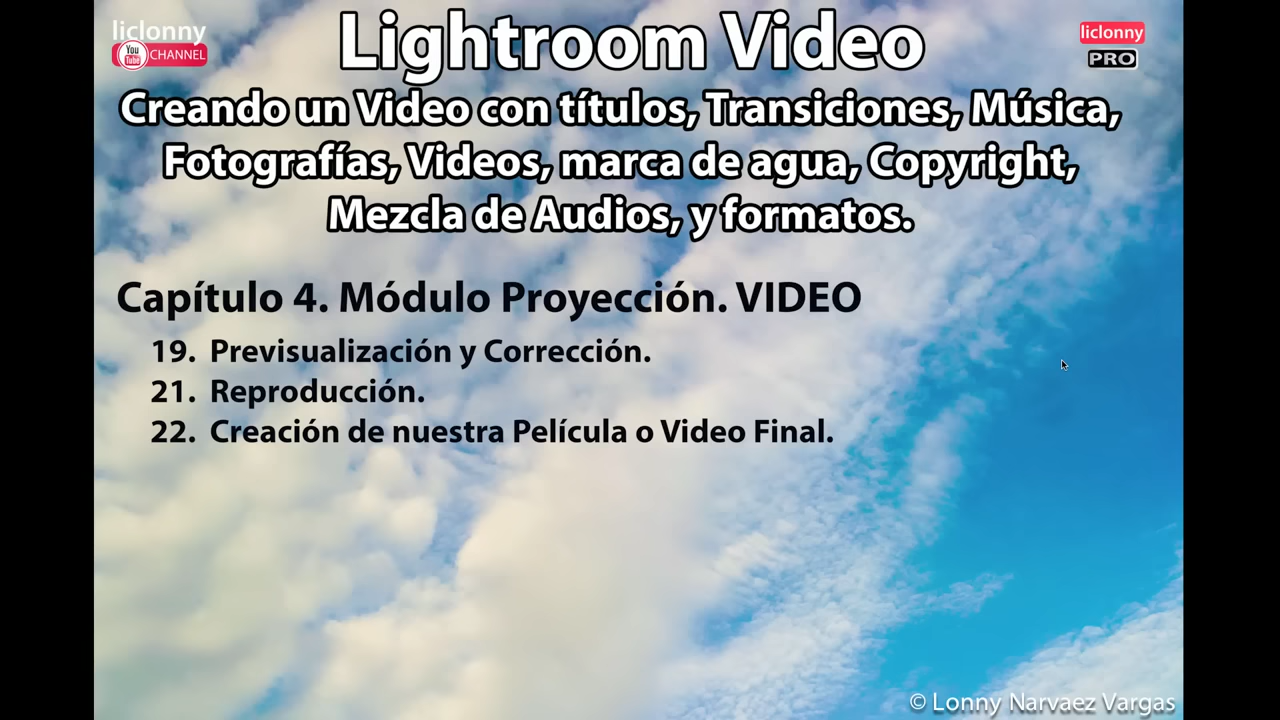 liclonny
You Tube CHANNEL
Lightroom Video
liclonny
PRO
Creando un Video con títulos, Transiciones, Música,
Fotografías, Videos, marca de agua, Copyright,
Mezcla de Audios, y formatos.
Capítulo 4. Módulo Proyección. VIDEO
19. Previsualización y Corrección.
21. Reproducción.
22. Creación de nuestra Película o Video Final.
© Lonny Narvaez Vargas